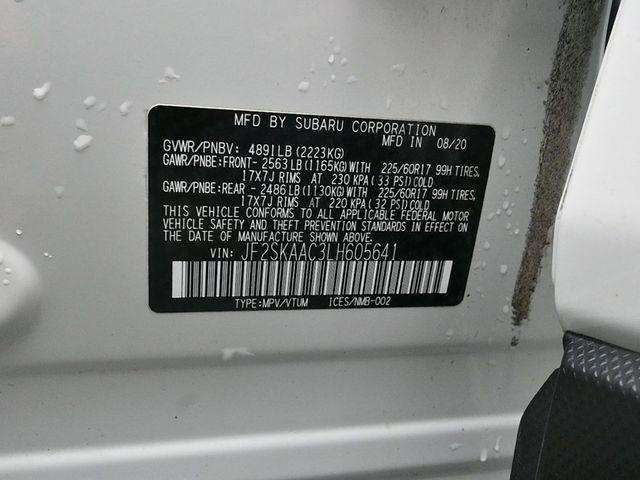 MFD BY SUBARU CORPORATION
MFD IN 08/20
GVWR/PNBV: 4891LB (2223KG)
GAWR/PNBE:FRONT- 2563 LB (1165KG) WITH 225/60R17 99H TIRES,
17X7J RIMS AT 230 KPA ( 33 PSI) COLD
GAWR/PNBE:REAR - 2486 LB (1130KG) WITH 225/60R17 99H TIRES,
17X7J RIMS AT 220 KPA ( 32 PSI) COLD
THIS VEHICLE CONFORMS TO ALL APPLICABLE FEDERAL MOTOR
VEHICLE SAFETY STANDARDS IN EFFECT ON THE DATE OF
MANUFACTURE SHOWN ABOVE.
VIN: JF2SKAAC3LH605641
TYPE:MPV/VTUM ICES/NMB-002